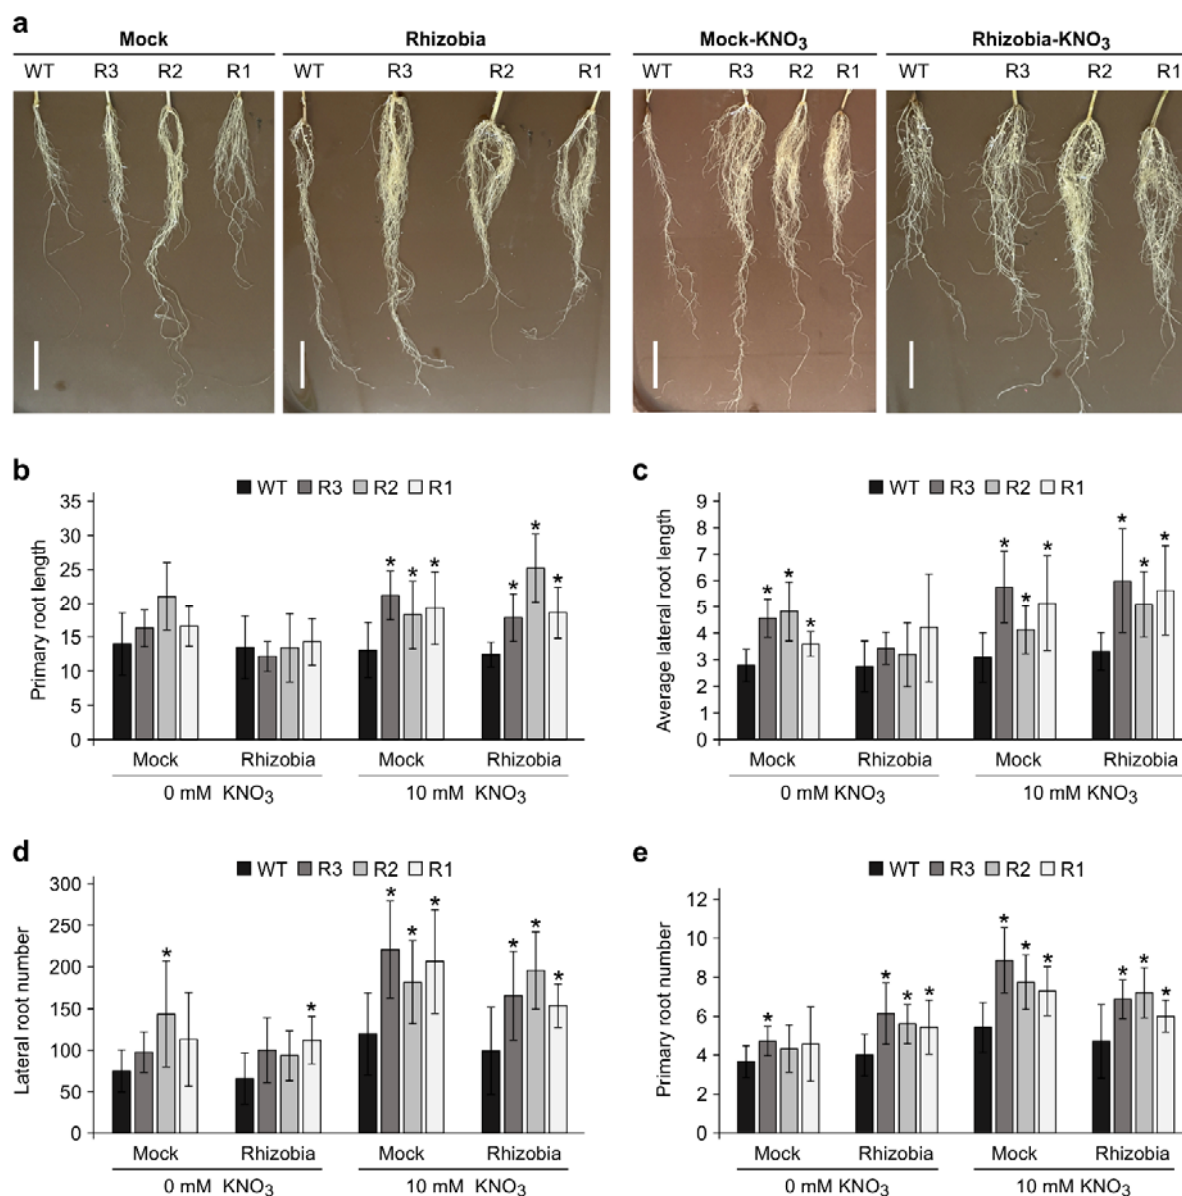 a
Mock Rhizobia Mock-KNO₃ Rhizobia-KNO₃
WT R3 R2 R1 WT R3 R2 R1 WT R3 R2 R1 WT R3 R2 R1
b
WT R3 R2 R1
Primary root length
35
30
25
20
15
10
5
0
* * * * * *
Mock Rhizobia Mock Rhizobia
0 mM KNO₃ 10 mM KNO₃
c
WT R3 R2 R1
Average lateral root length
9
8
7
6
5
4
3
2
1
0
* * * * * * * * *
Mock Rhizobia Mock Rhizobia
0 mM KNO₃ 10 mM KNO₃
d
WT R3 R2 R1
Lateral root number
300
250
200
150
100
50
0
* * * * * * * *
Mock Rhizobia Mock Rhizobia
0 mM KNO₃ 10 mM KNO₃
e
WT R3 R2 R1
Primary root number
12
10
8
6
4
2
0
* * * * * * * * * *
Mock Rhizobia Mock Rhizobia
0 mM KNO₃ 10 mM KNO₃